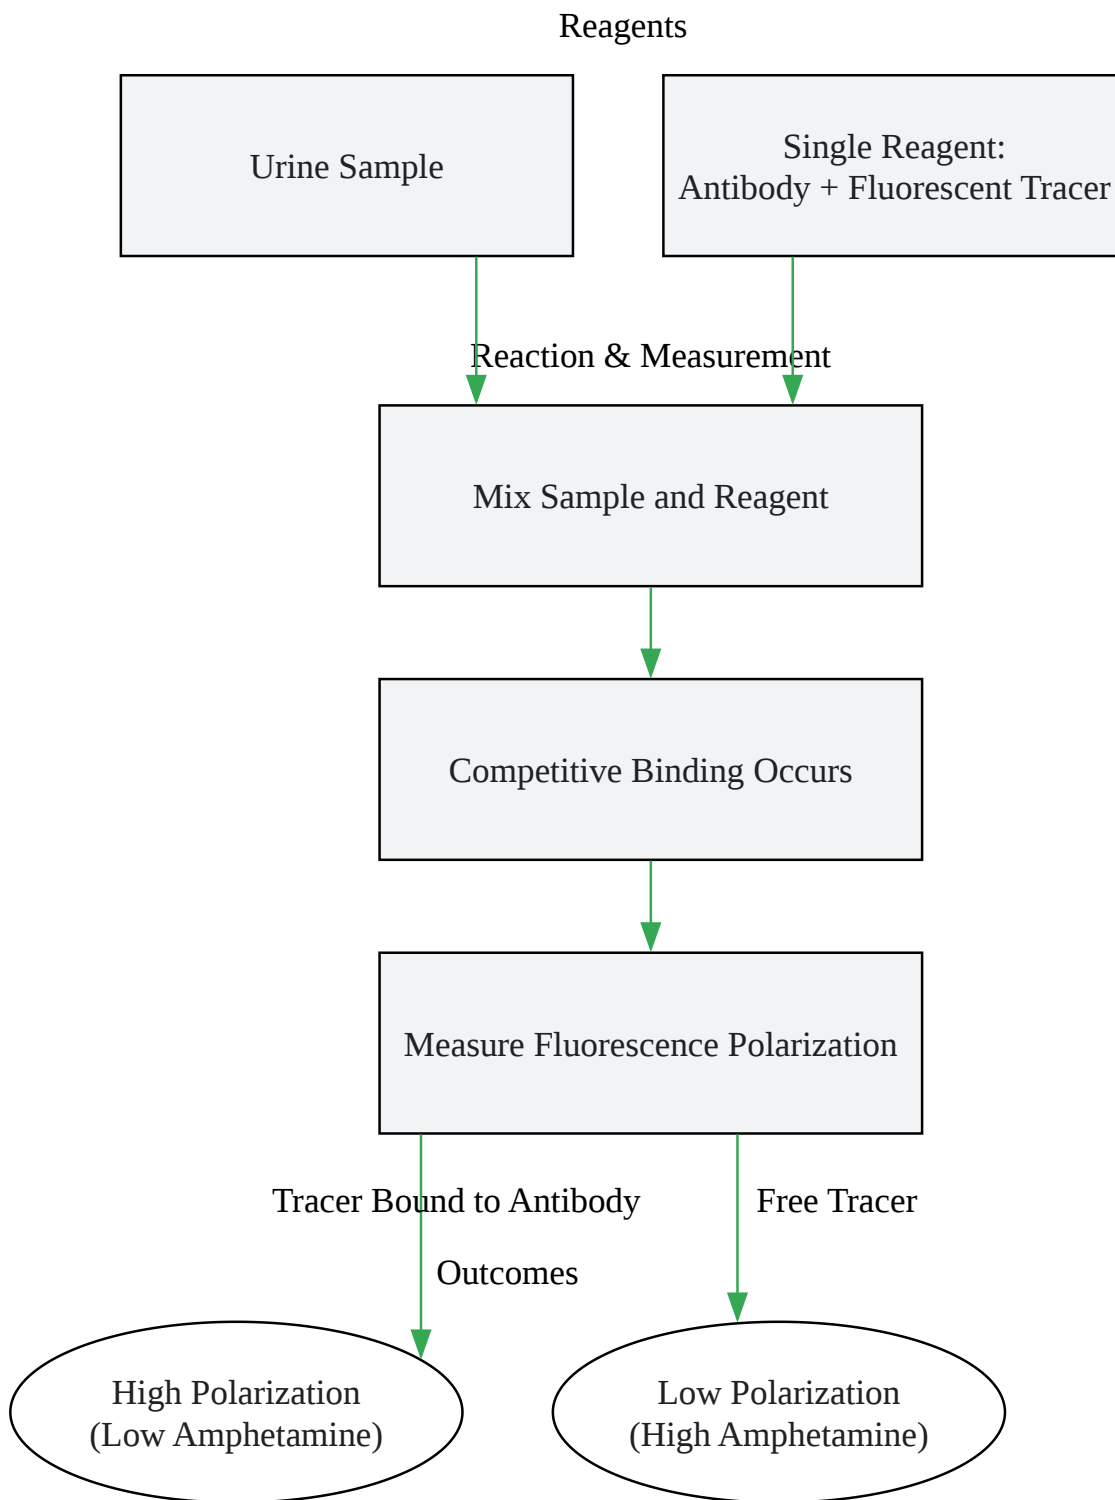 Reagents
Urine Sample
Single Reagent:
Antibody + Fluorescent Tracer
Reaction & Measurement
Mix Sample and Reagent
Competitive Binding Occurs
Measure Fluorescence Polarization
Tracer Bound to Antibody
Free Tracer
Outcomes
High Polarization
(Low Amphetamine)
Low Polarization
(High Amphetamine)